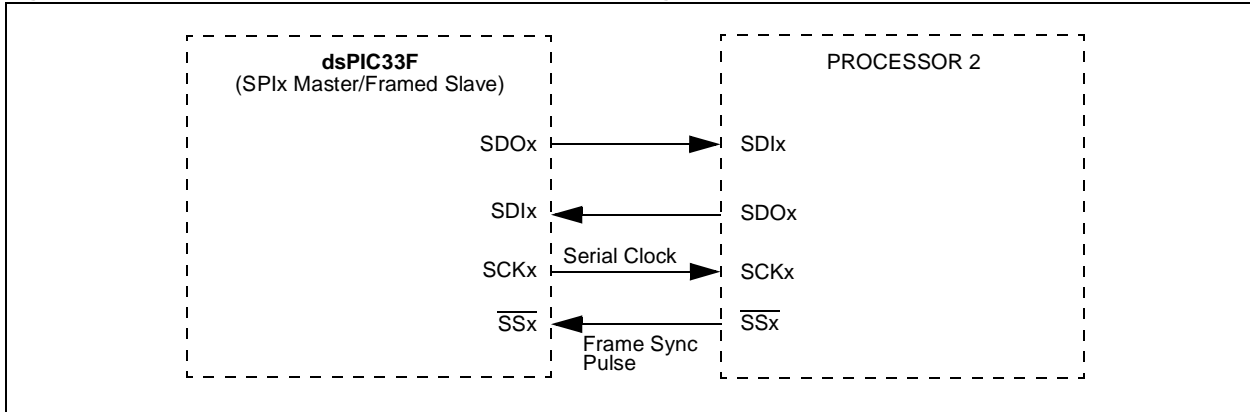 dsPIC33F
(SPIx Master/Framed Slave)
PROCESSOR 2
SDOx
SDIx
SDIx
SDOx
SCKx
Serial Clock
SCKx
SSx
Frame Sync
Pulse
SSx